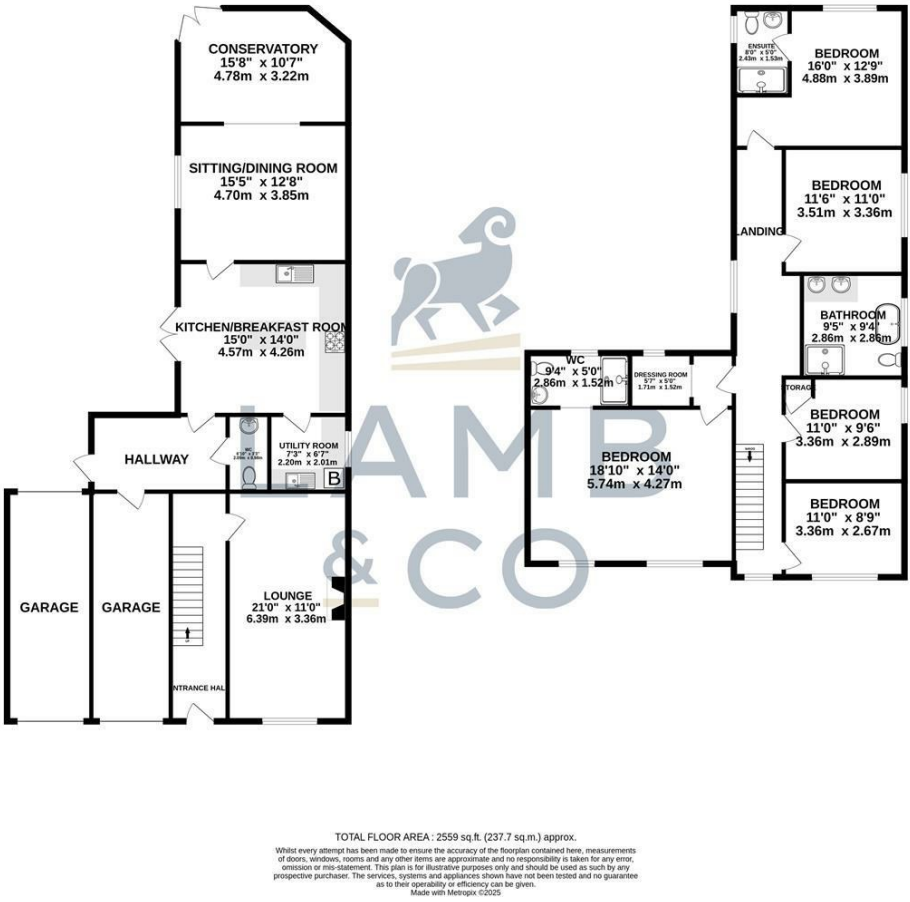 CONSERVATORY
15'8" x 10'7"
4.78m x 3.22m
SITTING/DINING ROOM
15'5" x 12'8"
4.70m x 3.85m
KITCHEN/BREAKFAST ROOM
15'0" x 14'0"
4.57m x 4.26m
HALLWAY
WC
UTILITY ROOM
7'3" x 6'7"
2.20m x 2.01m
B
GARAGE
GARAGE
UP
LOUNGE
21'0" x 11'0"
6.39m x 3.36m
NTRANCE HAL
ENSUITE
8'0" x 5'0"
2.43m x 1.53m
BEDROOM
16'0" x 12'9"
4.88m x 3.89m
BEDROOM
11'6" x 11'0"
3.51m x 3.36m
LANDING
BATHROOM
9'5" x 9'4"
2.86m x 2.86m
WC
9'4" x 5'0"
2.86m x 1.52m
DRESSING ROOM
5'7" x 5'0"
1.71m x 1.52m
TORAG
BEDROOM
11'0" x 9'6"
3.36m x 2.89m
BEDROOM
18'10" x 14'0"
5.74m x 4.27m
DOWN
BEDROOM
11'0" x 8'9"
3.36m x 2.67m
LAMB
& CO
TOTAL FLOOR AREA : 2559 sq.ft. (237.7 sq.m.) approx.
Whilst every attempt has been made to ensure the accuracy of the floorplan contained here, measurements
of doors, windows, rooms and any other items are approximate and no responsibility is taken for any error,
omission or mis-statement. This plan is for illustrative purposes only and should be used as such by any
prospective purchaser. The services, systems and appliances shown have not been tested and no guarantee
as to their operability or efficiency can be given.
Made with Metropix ©2025